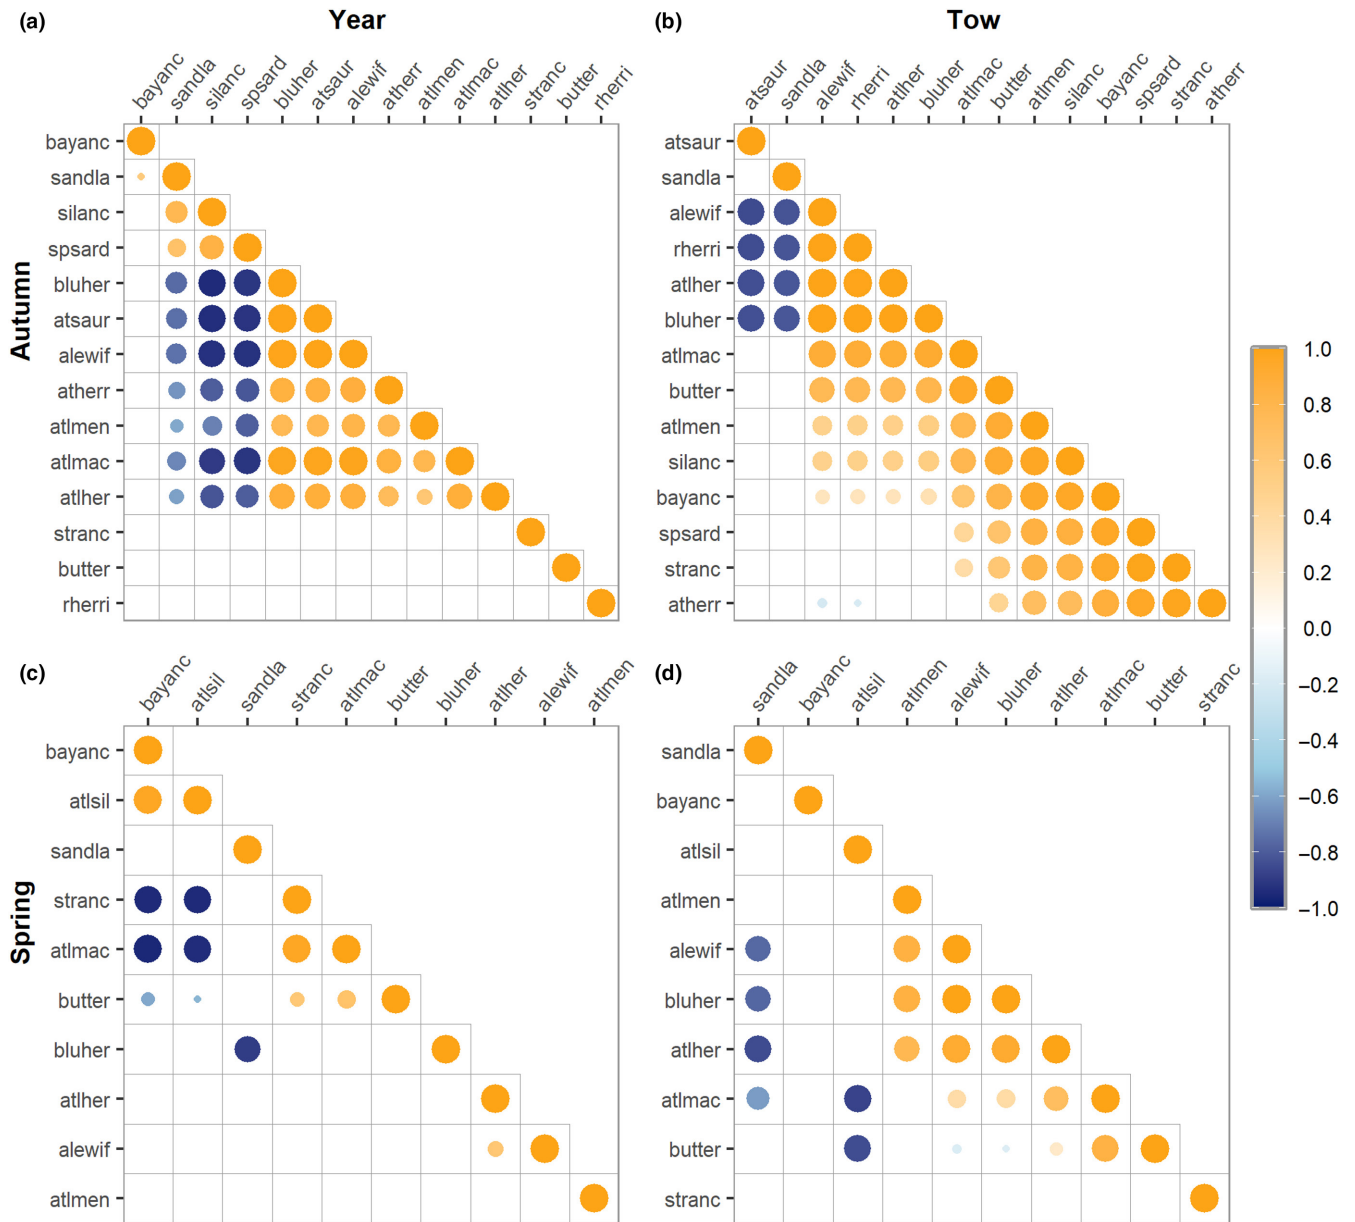 (a) Year
bayanc sandla silanc spsard bluher atsaur alewif atherr atlmen atlmac atlher stranc butter rherri
Autumn
bayanc
sandla
silanc
spsard
bluher
atsaur
alewif
atherr
atlmen
atlmac
atlher
stranc
butter
rherri
(b) Tow
atsaur sandla alewif rherri atlher bluher atlmac butter atlmen silanc bayanc spsard stranc atherr
atsaur
sandla
alewif
rherri
atlher
bluher
atlmac
butter
atlmen
silanc
bayanc
spsard
stranc
atherr
(c)
bayanc atlsil sandla stranc atlmac butter bluher atlher alewif atlmen
Spring
bayanc
atlsil
sandla
stranc
atlmac
butter
bluher
atlher
alewif
atlmen
(d)
sandla bayanc atlsil atlmen alewif bluher atlher atlmac butter stranc
sandla
bayanc
atlsil
atlmen
alewif
bluher
atlher
atlmac
butter
stranc
1.0
0.8
0.6
0.4
0.2
0.0
−0.2
−0.4
−0.6
−0.8
−1.0